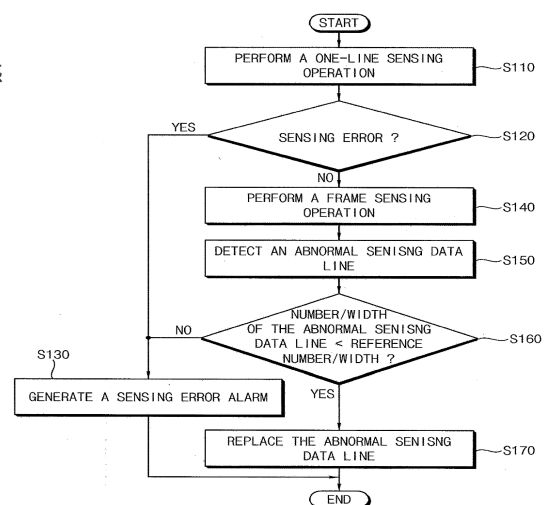 START
PERFORM A ONE-LINE SENSING
OPERATION
S110
YES
SENSING ERROR ?
S120
NO
PERFORM A FRAME SENSING
OPERATION
S140
DETECT AN ABNORMAL SENISNG DATA
LINE
S150
NUMBER/WIDTH
OF THE ABNORMAL SENISNG
DATA LINE < REFERENCE
NUMBER/WIDTH ?
NO
S160
S130
GENERATE A SENSING ERROR ALARM
YES
REPLACE THE ABNORMAL SENISNG
DATA LINE
S170
END